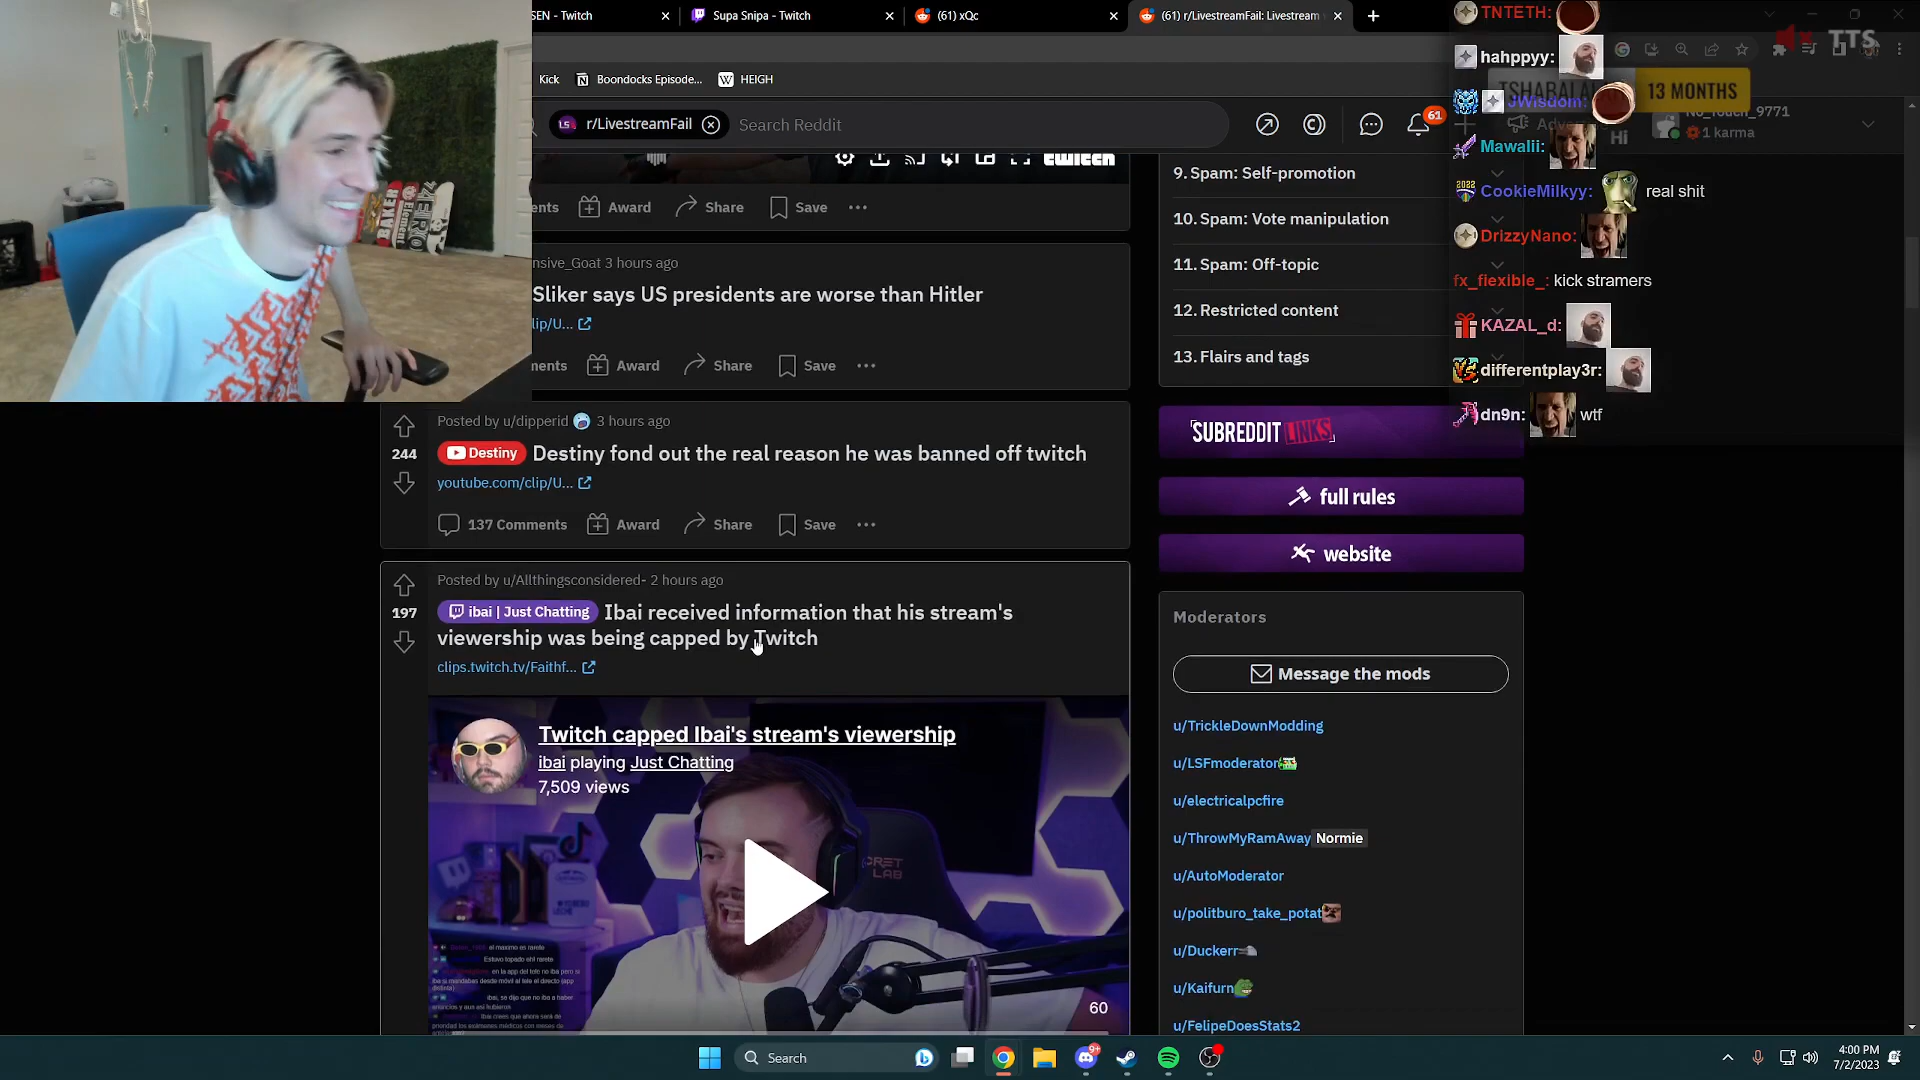 SEN - Twitch
Supa Snipa - Twitch
(61) xQc
(61) r/LivestreamFail: Livestream
Kick
Boondocks Episode...
HEIGH
r/LivestreamFail
Search Reddit
61
1 karma
Award
Share
Save
3 hours ago
Sliker says US presidents are worse than Hitler
Award
Share
Save
Posted by u/dipperid 3 hours ago
244
Destiny
Destiny fond out the real reason he was banned off twitch
youtube.com/clip/U...
137 Comments
Award
Share
Save
Posted by u/Allthingsconsidered- 2 hours ago
197
ibai | Just Chatting
Ibai received information that his stream's
viewership was being capped by Twitch
clips.twitch.tv/Faithf...
Twitch capped Ibai's stream's viewership
ibai playing Just Chatting
7,509 views
60
9. Spam: Self-promotion
10. Spam: Vote manipulation
11. Spam: Off-topic
12. Restricted content
13. Flairs and tags
SUBREDDIT LINKS
full rules
website
Moderators
Message the mods
u/TrickleDownModding
u/LSFmoderator
u/electricalpcfire
u/ThrowMyRamAway Normie
u/AutoModerator
u/politburo_take_potat
u/Duckerr
u/Kaifurn
u/FelipeDoesStats2
TNTETH:
TTS
hahppyy:
13 MONTHS
JWisdom:
Hi
Mawalii:
CookieMilkyy: real shit
DrizzyNano:
fx_fiexible_: kick stramers
KAZAL_d:
differentplay3r:
dn9n: wtf
Search
4:00 PM
7/2/2023